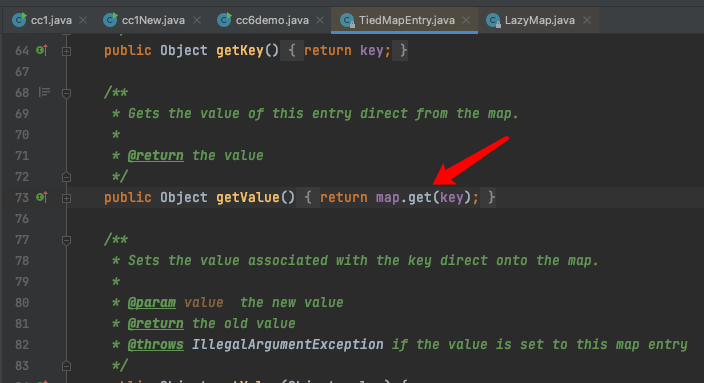 cc1.java cc1New.java cc6demo.java TiedMapEntry.java LazyMap.java
64 public Object getKey() { return key; }
67
68 /**
69 * Gets the value of this entry direct from the map.
70 *
71 * @return the value
72 */
73 public Object getValue() { return map.get(key); }
76
77 /**
78 * Sets the value associated with the key direct onto the map.
79 *
80 * @param value the new value
81 * @return the old value
82 * @throws IllegalArgumentException if the value is set to this map entry
83 */